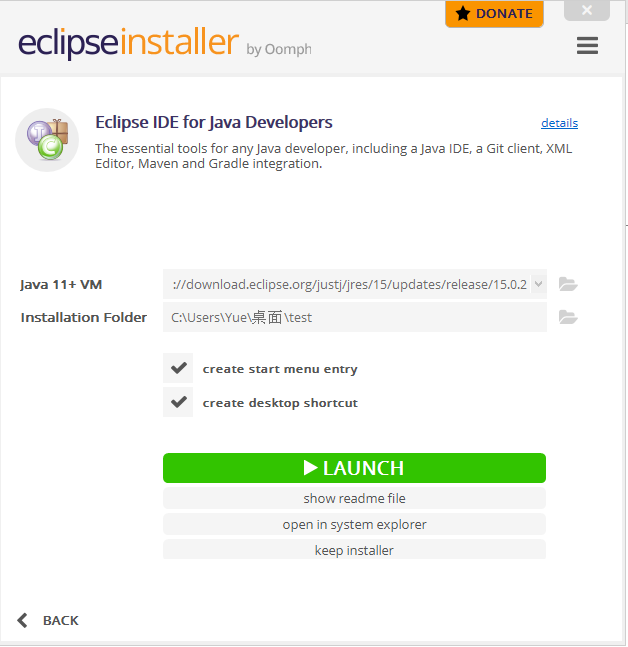 DONATE
eclipseinstaller by Oomph
Eclipse IDE for Java Developers
details
The essential tools for any Java developer, including a Java IDE, a Git client, XML
Editor, Maven and Gradle integration.
Java 11+ VM
://download.eclipse.org/justj/jres/15/updates/release/15.0.2
Installation Folder
C:\Users\Yue\桌面\test
create start menu entry
create desktop shortcut
LAUNCH
show readme file
open in system explorer
keep installer
BACK